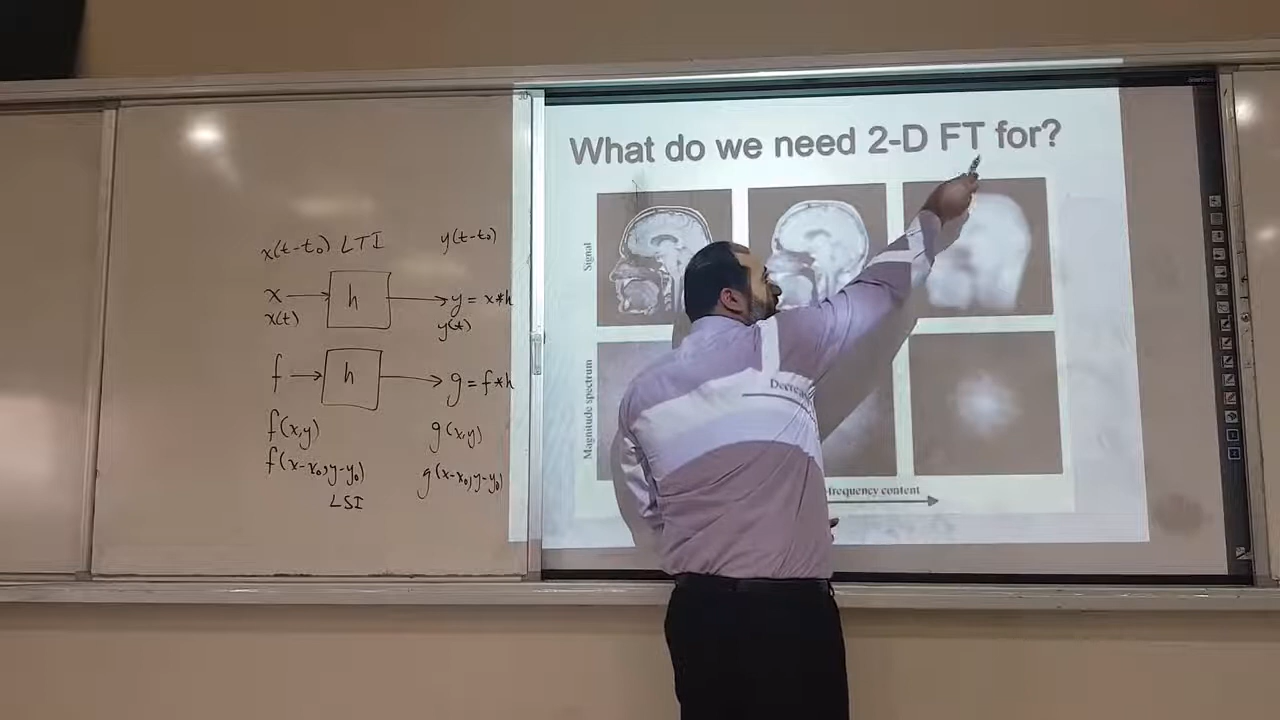 x(t-t₀) LTI y(t-t₀)
x → h → y = x*h
x(t) y(t)
f → h → g = f*h
f(x,y) g(x,y)
f(x-x₀,y-y₀) g(x-x₀,y-y₀)
LSI
What do we need 2-D FT for?
Signal
Magnitude spectrum
frequency content